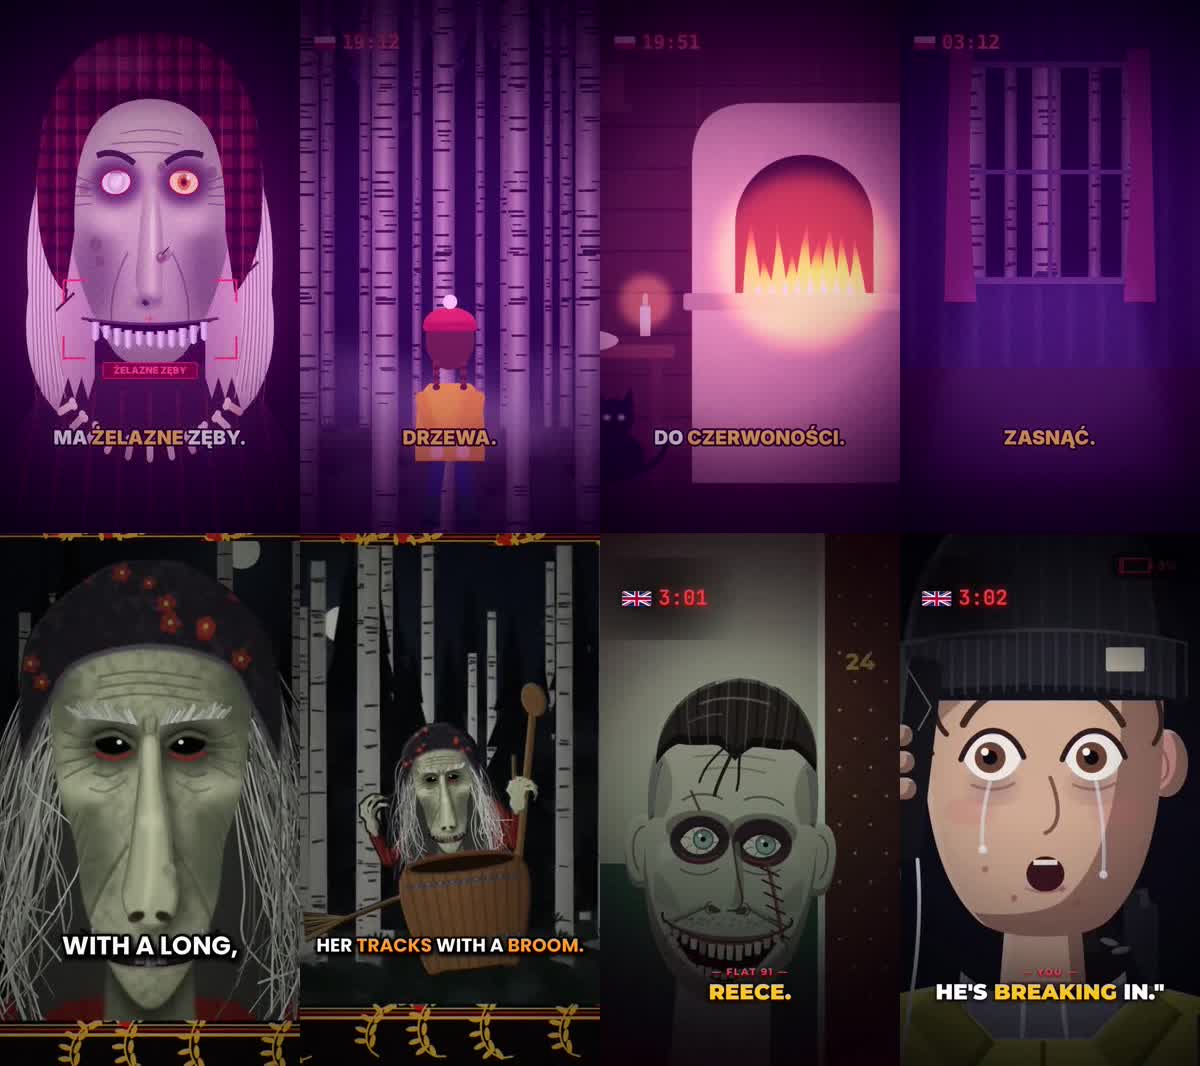 ŻELAZNE ZĘBY
MA ŻELAZNE ZĘBY.
19:12
DRZEWA.
19:51
DO CZERWONOŚCI.
03:12
ZASNĄĆ.
WITH A LONG,
HER TRACKS WITH A BROOM.
3:01
24
— FLAT 91 —
REECE.
3:02
— YOU —
HE'S BREAKING IN."